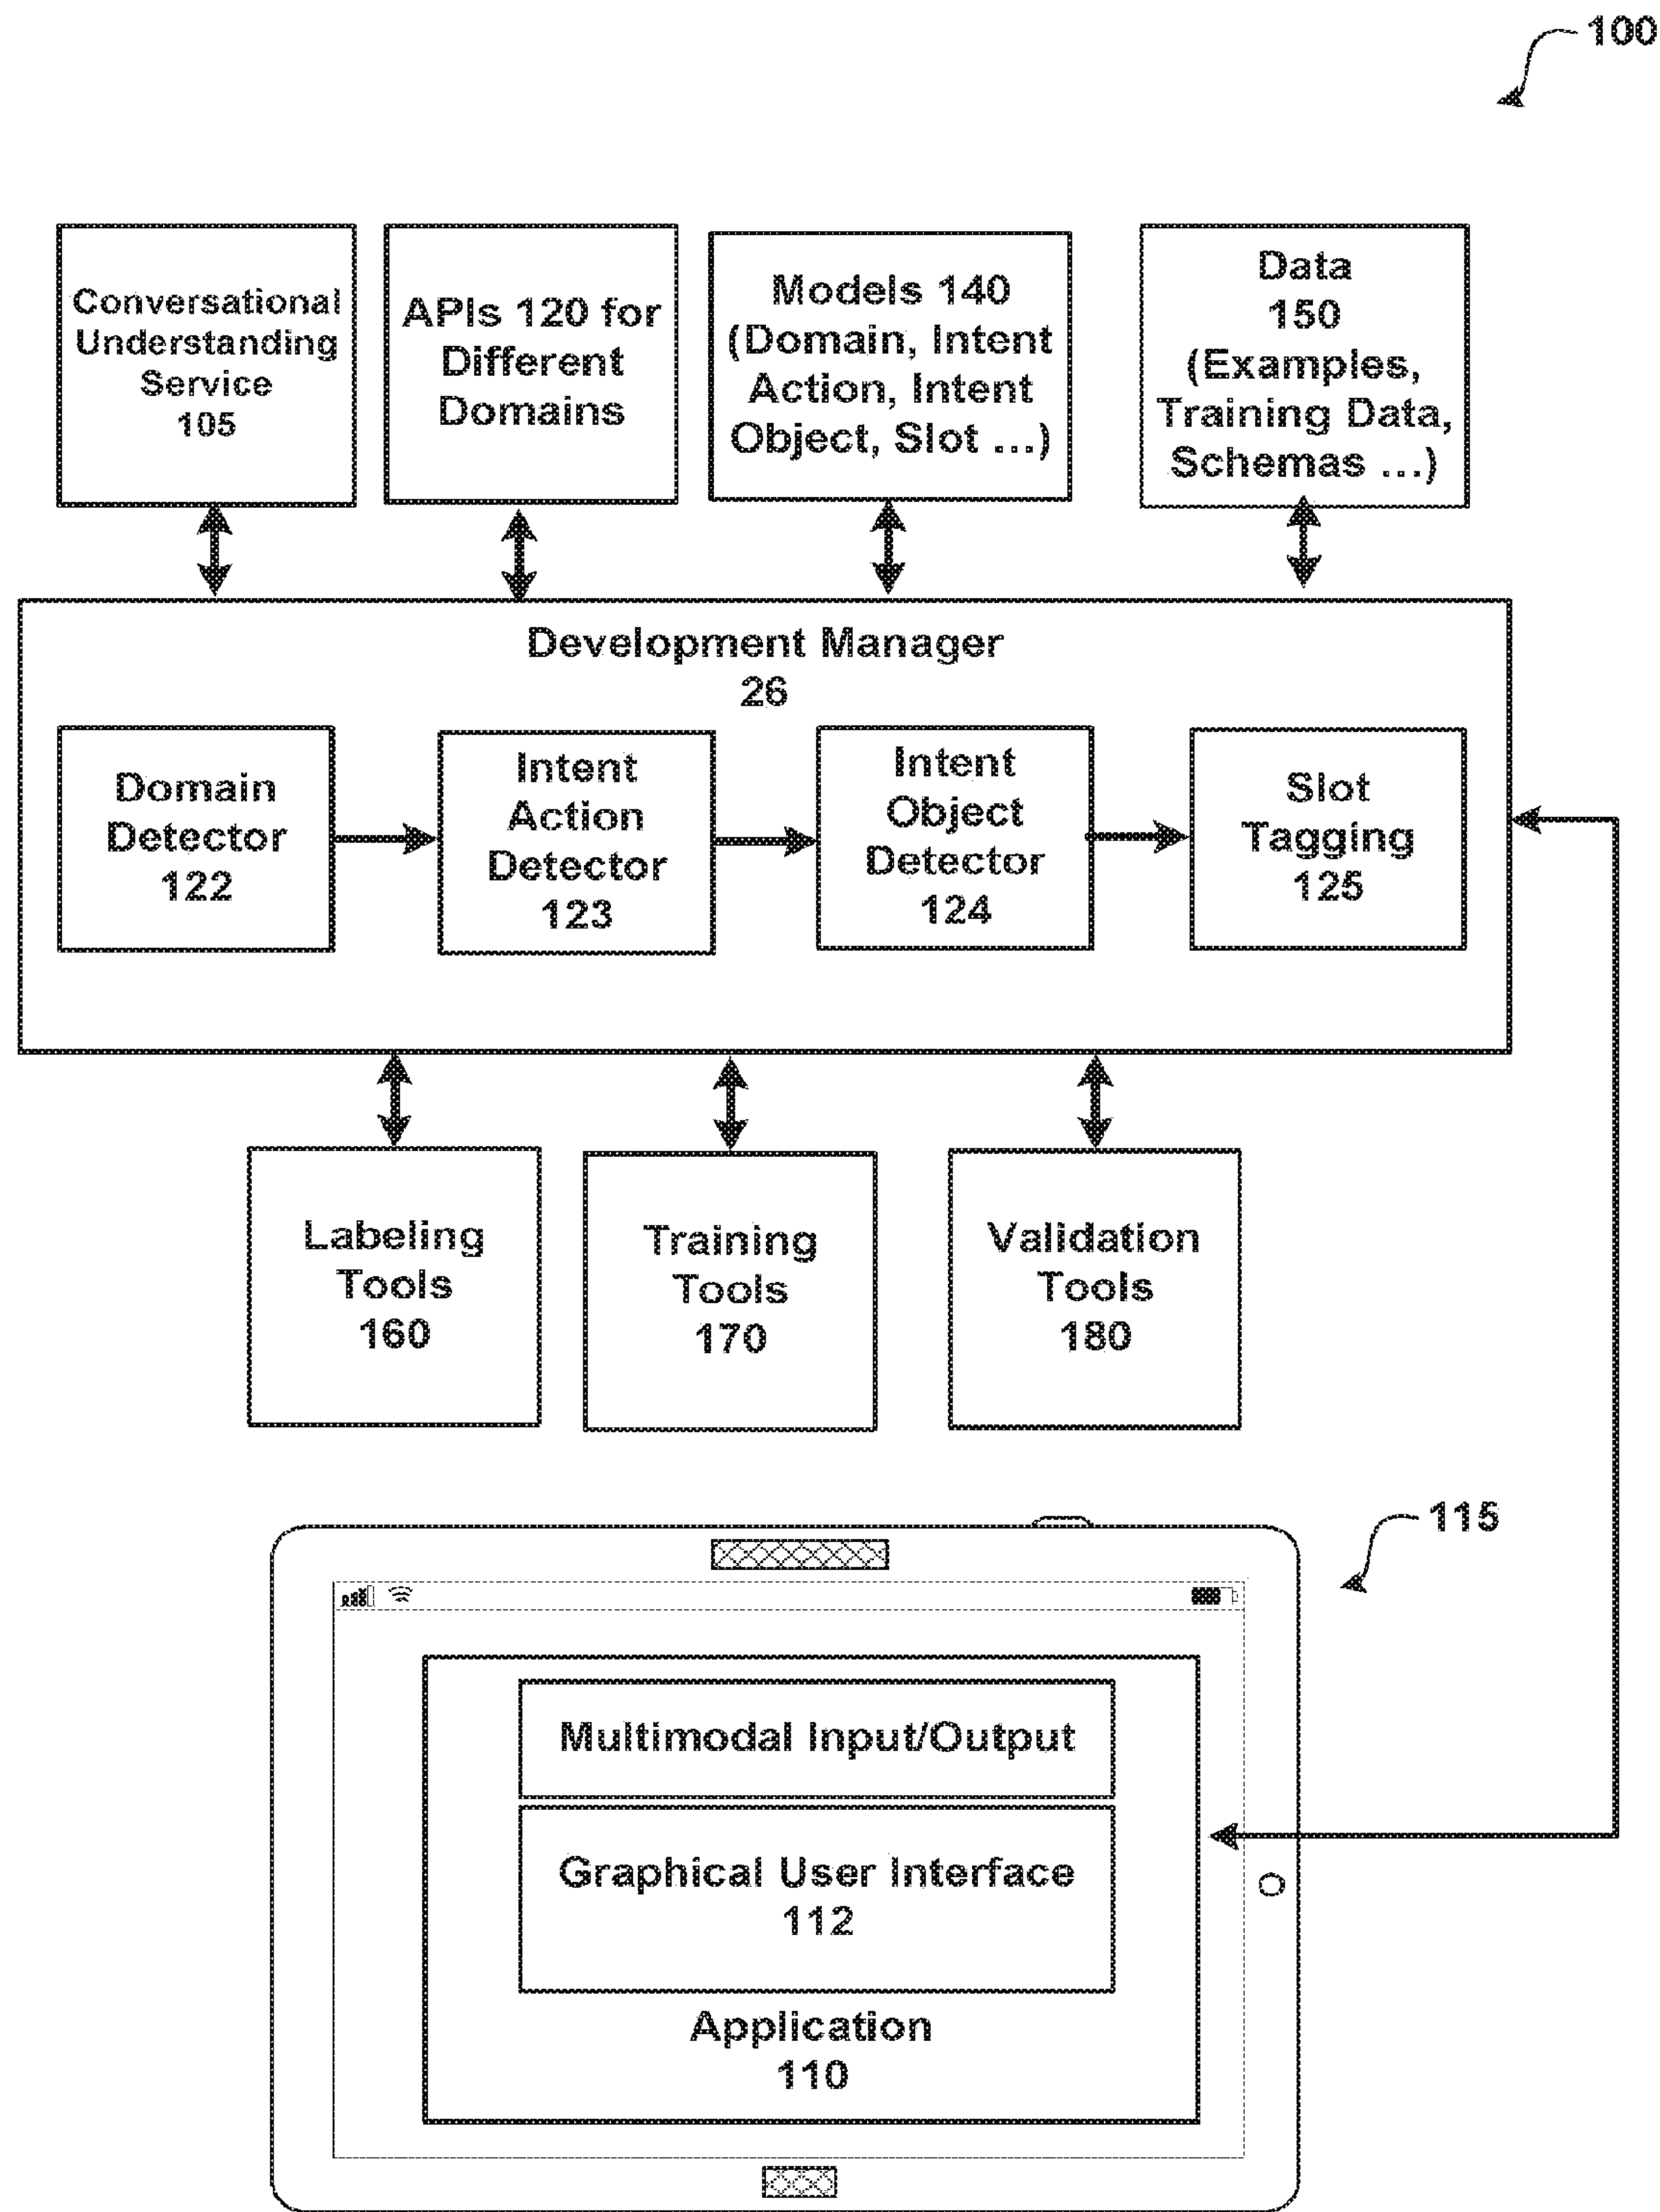 100
Conversational
Understanding
Service
105
APIs 120 for
Different
Domains
Models 140
(Domain, Intent
Action, Intent
Object, Slot ...)
Data
150
(Examples,
Training Data,
Schemas ...)
Development Manager
26
Domain
Detector
122
Intent
Action
Detector
123
Intent
Object
Detector
124
Slot
Tagging
125
Labeling
Tools
160
Training
Tools
170
Validation
Tools
180
115
Multimodal Input/Output
Graphical User Interface
112
Application
110